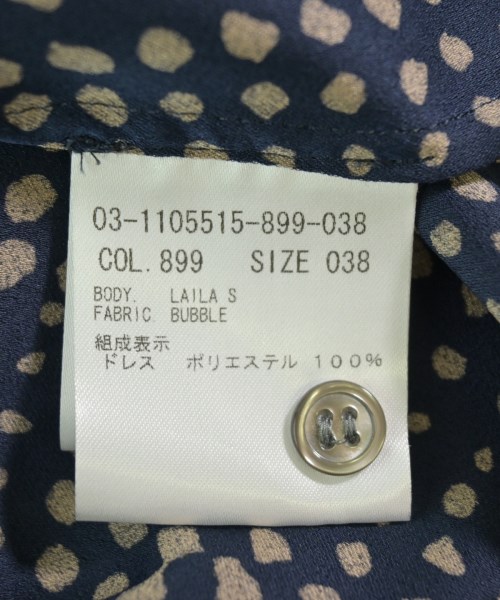 03-1105515-899-038
COL. 899 SIZE 038
BODY. LAILA S
FABRIC. BUBBLE
組成表示
ドレス ポリエステル 100%